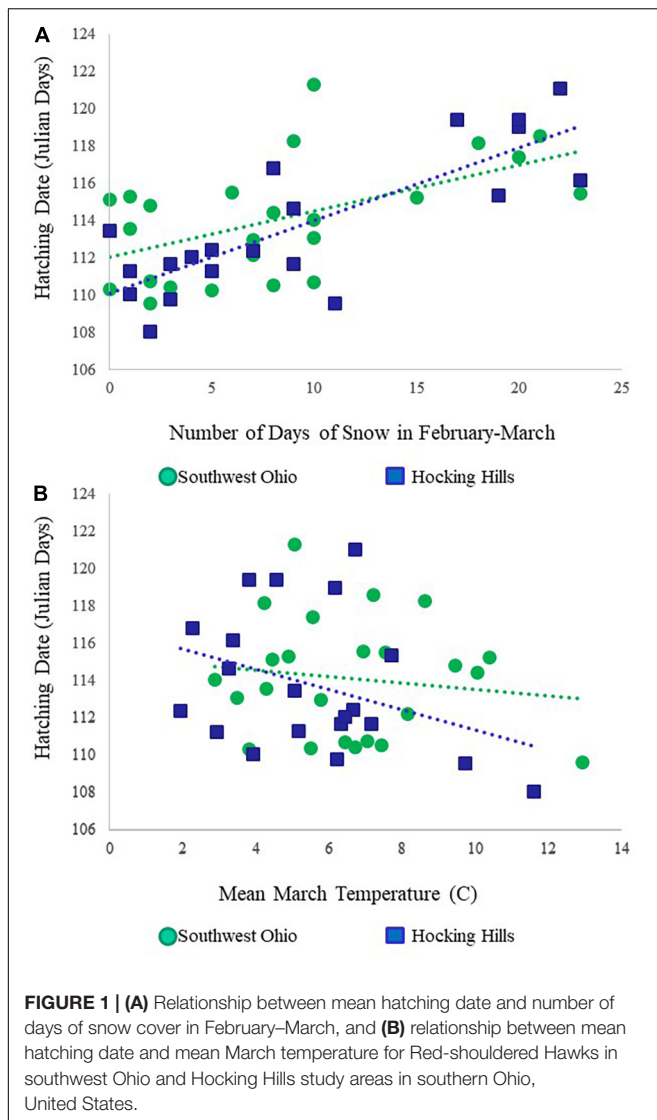 A
124
122
120
118
116
114
112
110
108
106
Hatching Date (Julian Days)
0 5 10 15 20 25
Number of Days of Snow in February-March
Southwest Ohio Hocking Hills
B
124
122
120
118
116
114
112
110
108
106
Hatching Date (Julian Days)
0 2 4 6 8 10 12 14
Mean March Temperature (C)
Southwest Ohio Hocking Hills
FIGURE 1 | (A) Relationship between mean hatching date and number of
days of snow cover in February–March, and (B) relationship between mean
hatching date and mean March temperature for Red-shouldered Hawks in
southwest Ohio and Hocking Hills study areas in southern Ohio,
United States.